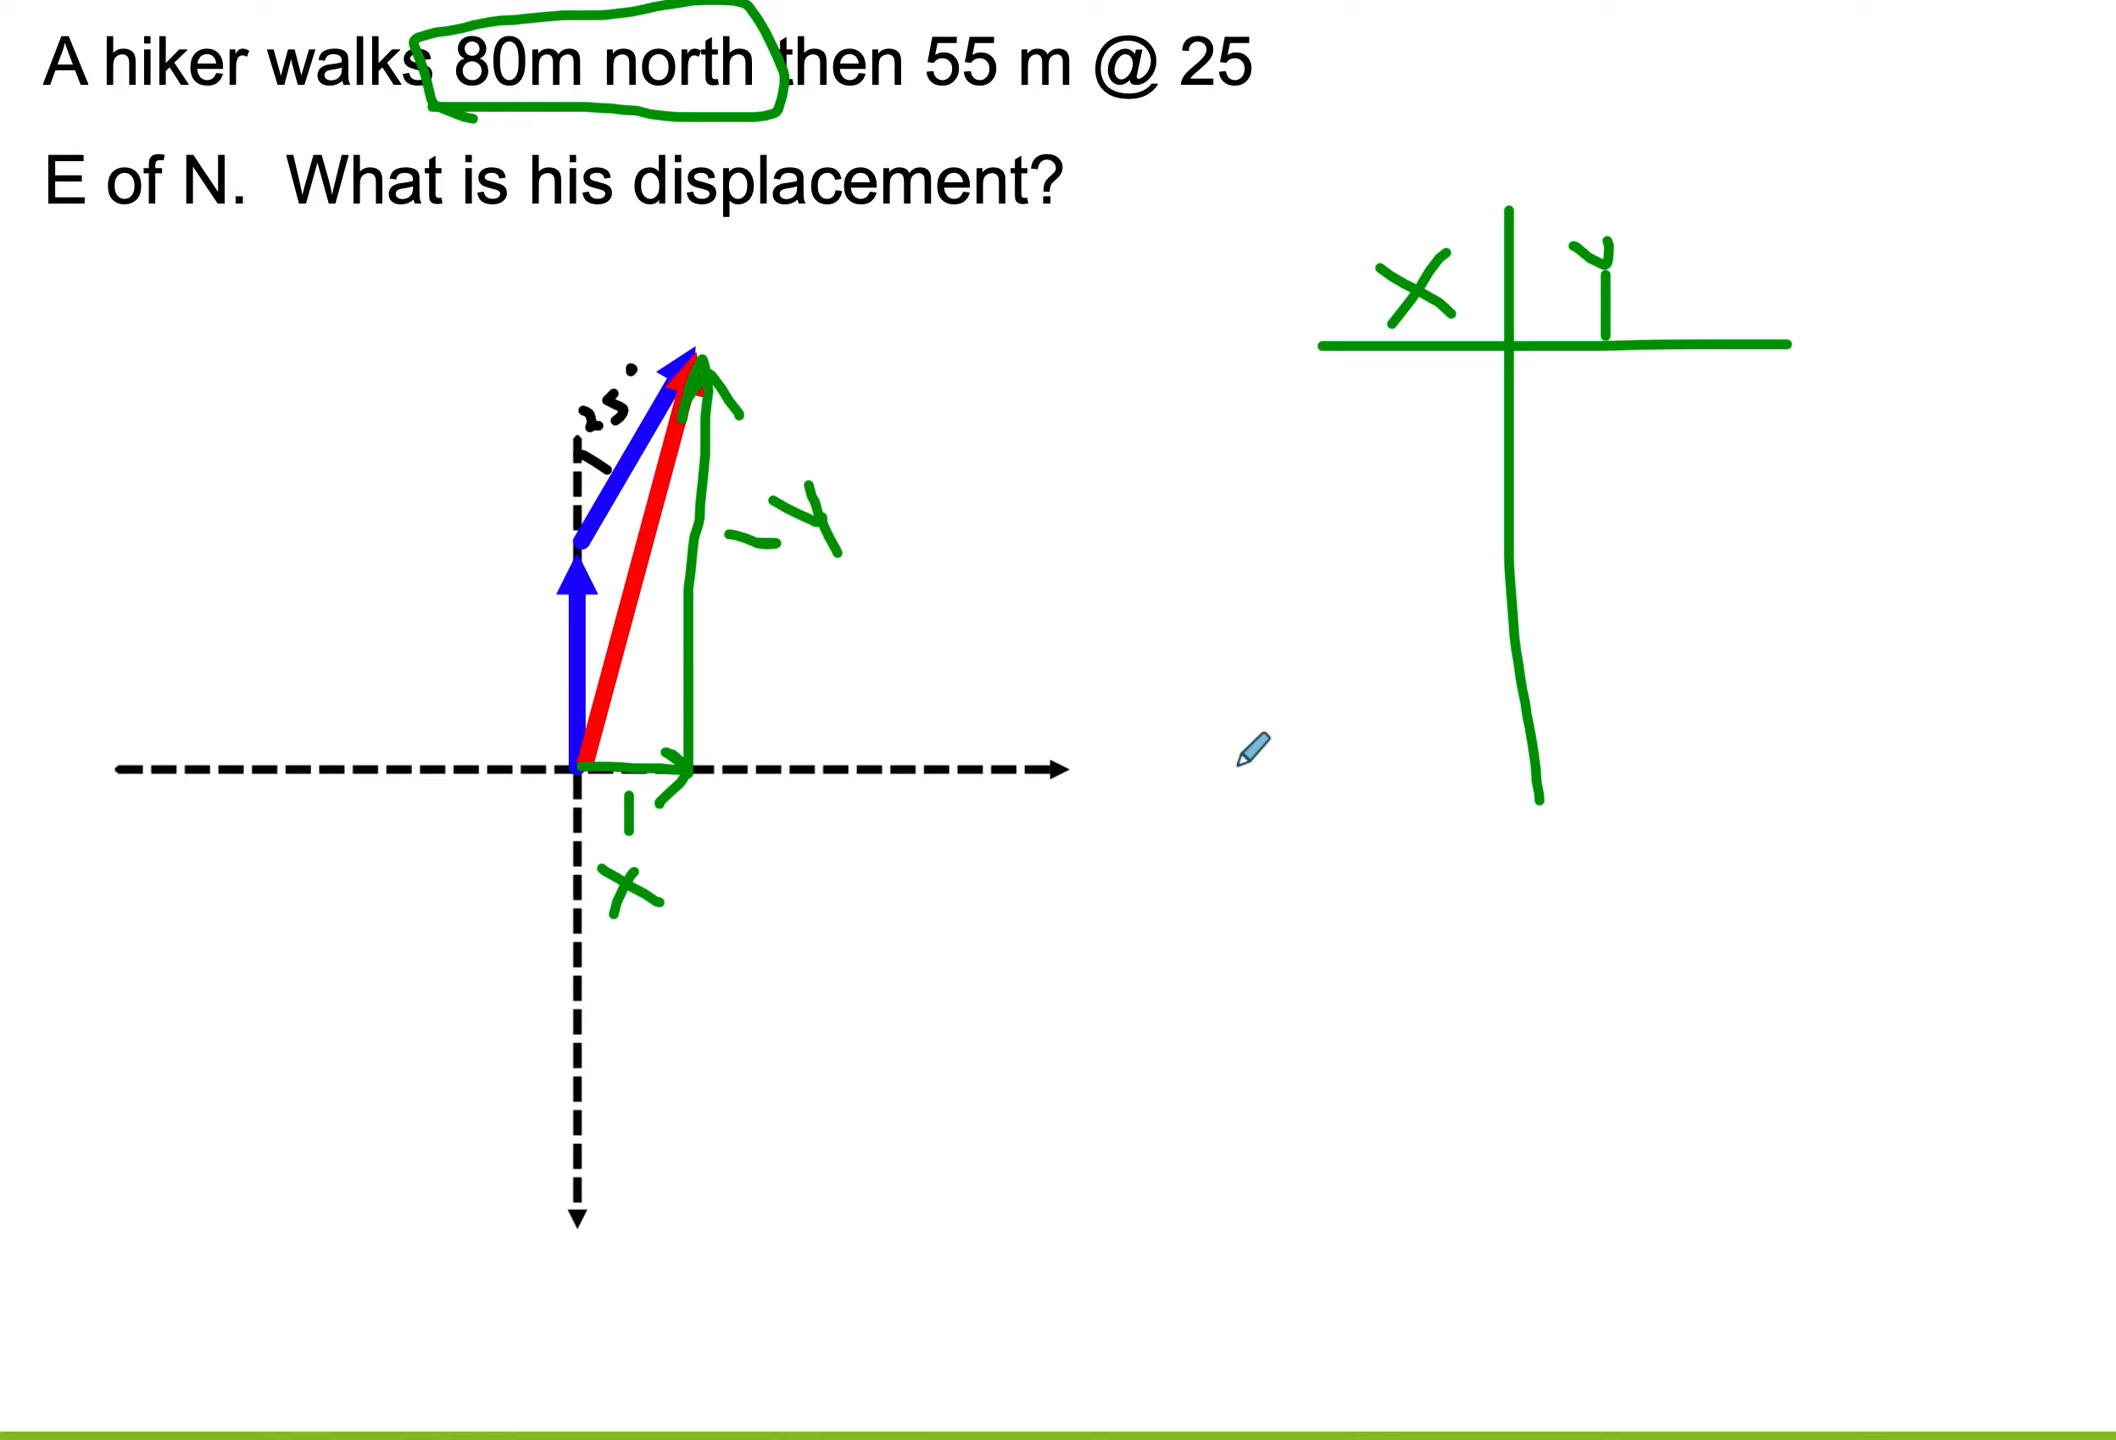 A hiker walks 80m north then 55 m @ 25
E of N.  What is his displacement?
X Y
25°
Y
X